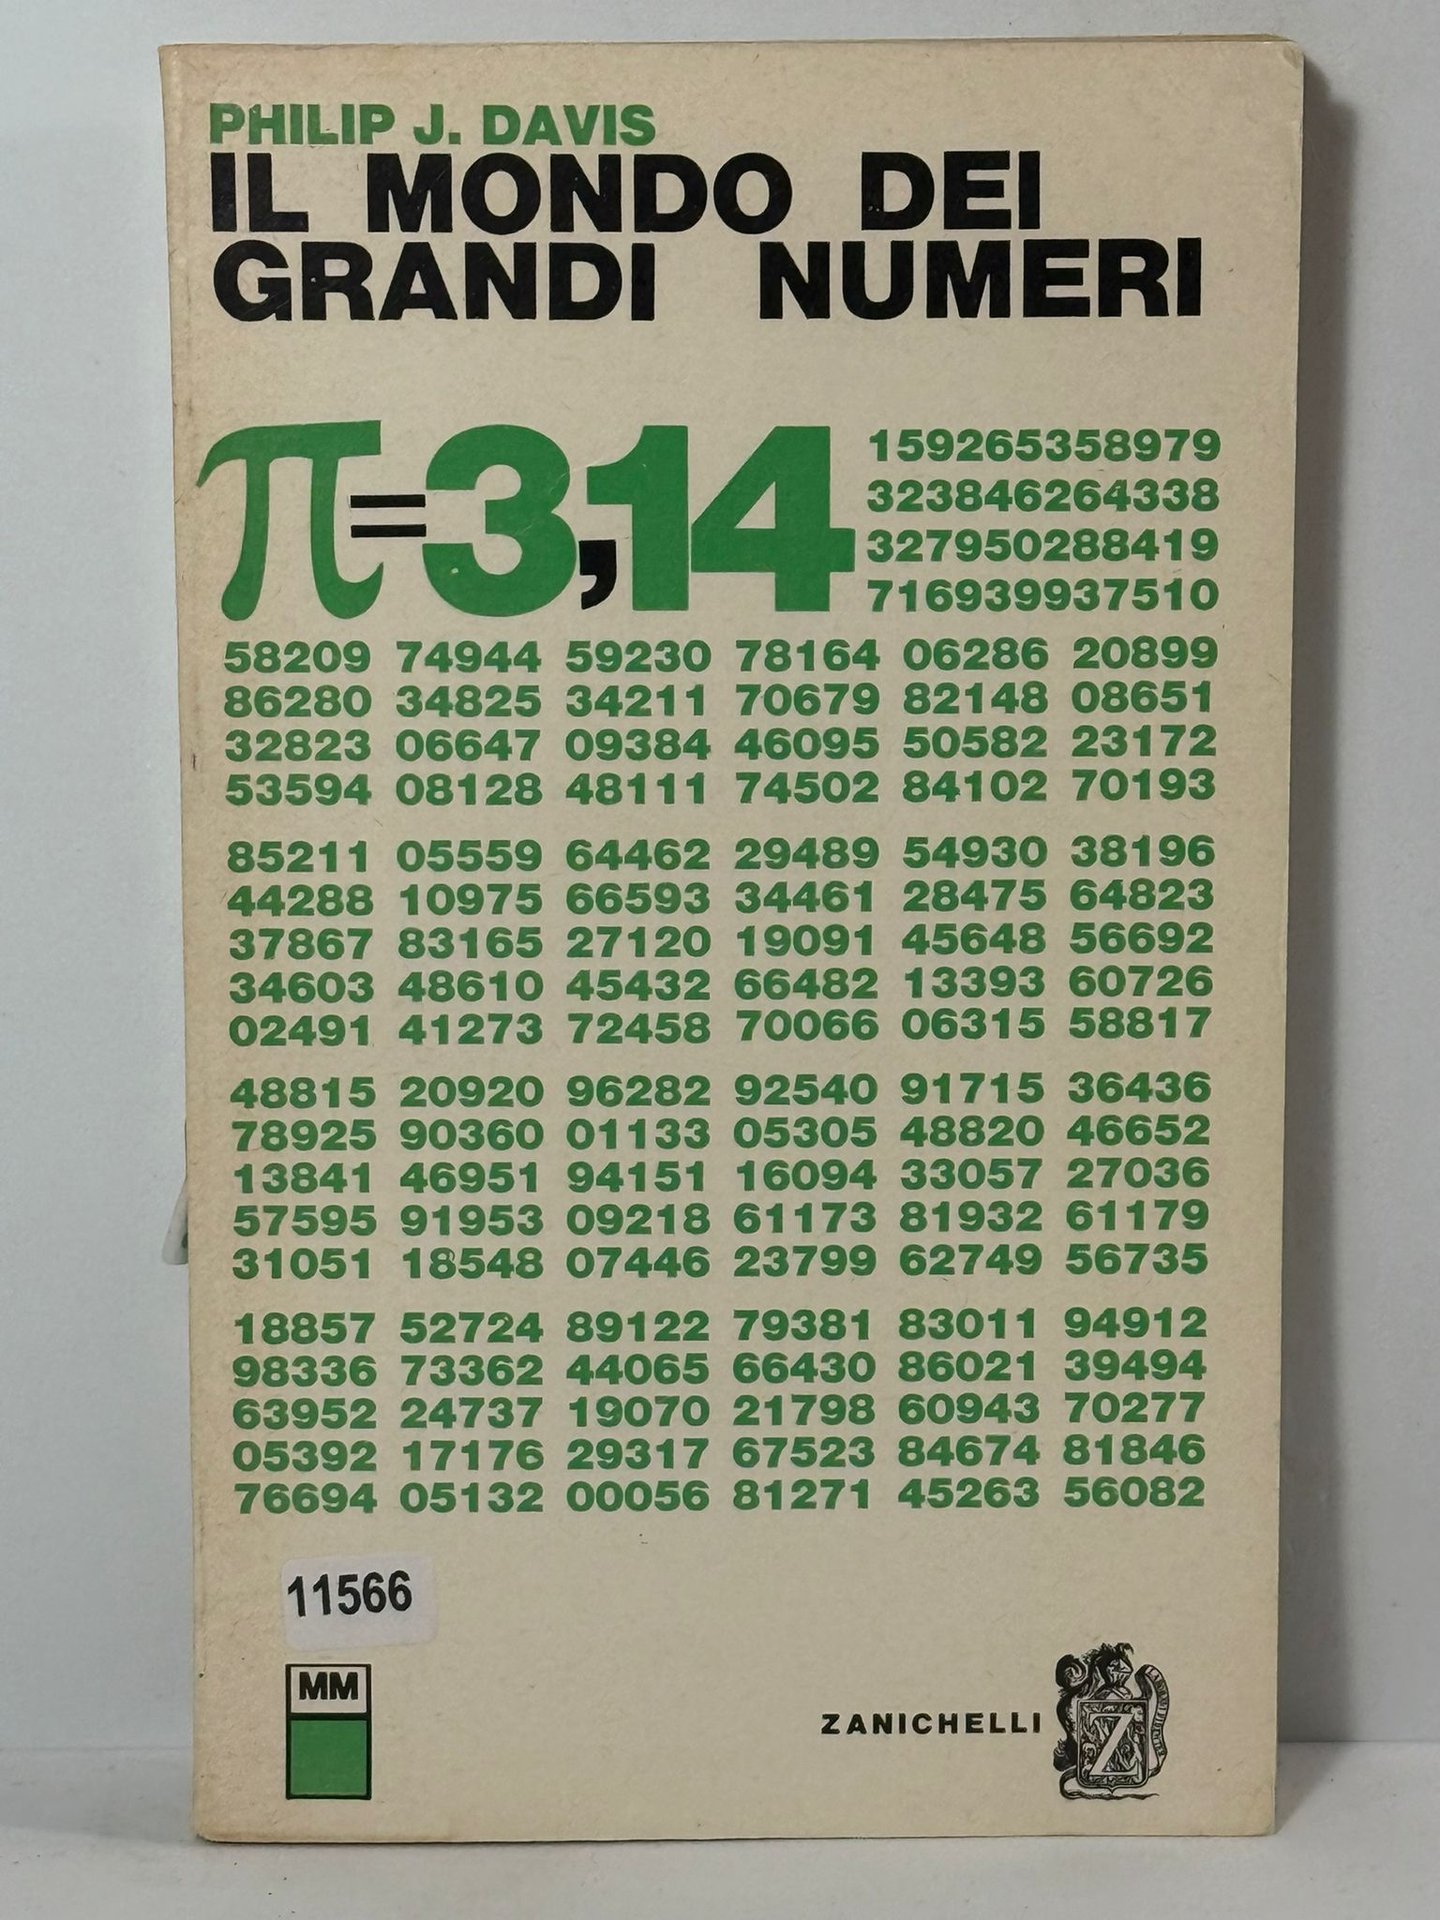 PHILIP J. DAVIS
IL MONDO DEI
GRANDI NUMERI
π=3,14
159265358979
323846264338
327950288419
716939937510
58209 74944 59230 78164 06286 20899
86280 34825 34211 70679 82148 08651
32823 06647 09384 46095 50582 23172
53594 08128 48111 74502 84102 70193
85211 05559 64462 29489 54930 38196
44288 10975 66593 34461 28475 64823
37867 83165 27120 19091 45648 56692
34603 48610 45432 66482 13393 60726
02491 41273 72458 70066 06315 58817
48815 20920 96282 92540 91715 36436
78925 90360 01133 05305 48820 46652
13841 46951 94151 16094 33057 27036
57595 91953 09218 61173 81932 61179
31051 18548 07446 23799 62749 56735
18857 52724 89122 79381 83011 94912
98336 73362 44065 66430 86021 39494
63952 24737 19070 21798 60943 70277
05392 17176 29317 67523 84674 81846
76694 05132 00056 81271 45263 56082
11566
MM
ZANICHELLI
Z